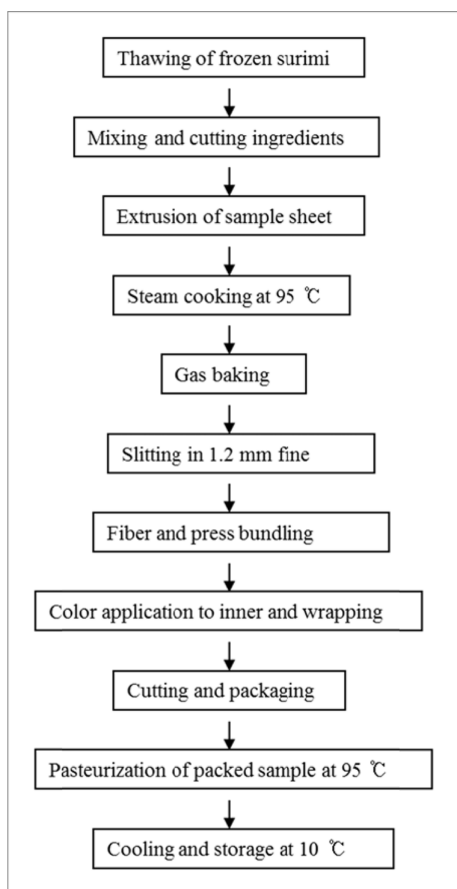 Thawing of frozen surimi
Mixing and cutting ingredients
Extrusion of sample sheet
Steam cooking at 95 ℃
Gas baking
Slitting in 1.2 mm fine
Fiber and press bundling
Color application to inner and wrapping
Cutting and packaging
Pasteurization of packed sample at 95 ℃
Cooling and storage at 10 ℃